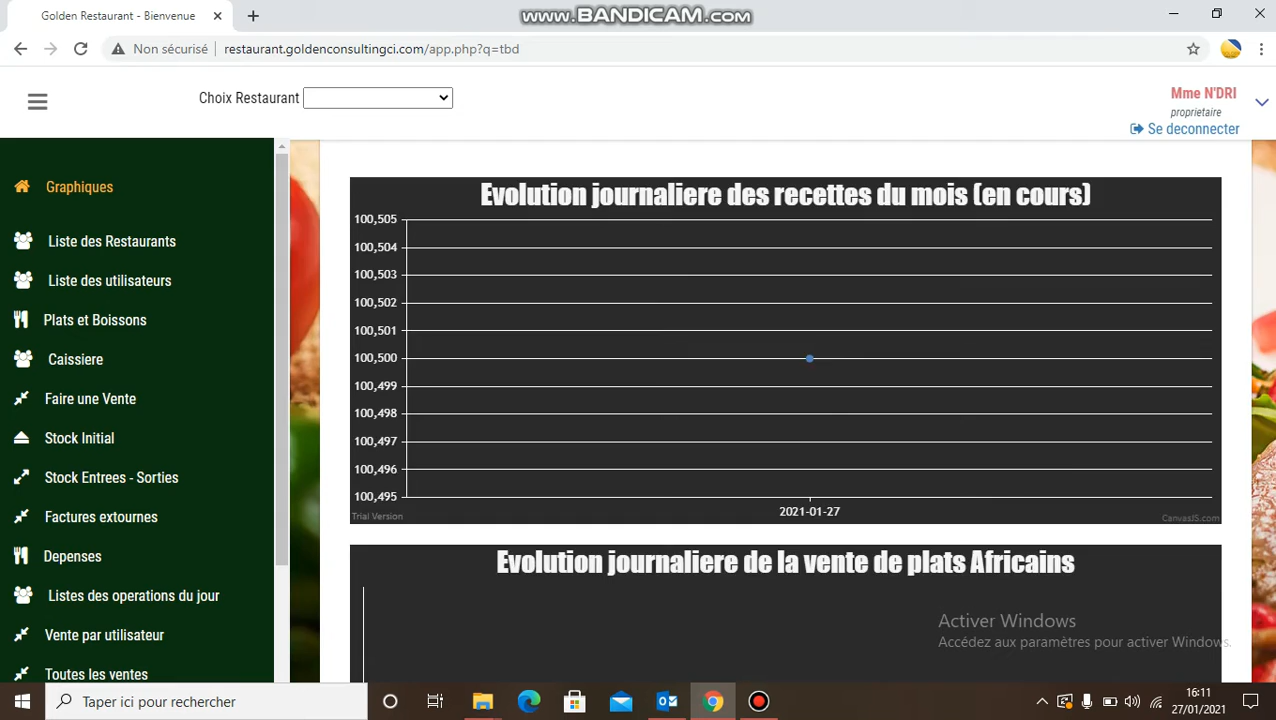 Golden Restaurant - Bienvenue
www.BANDICAM.com
Non sécurisé
restaurant.goldenconsultingci.com/app.php?q=tbd
Choix Restaurant
Mme N'DRI
proprietaire
Se deconnecter
Graphiques
Liste des Restaurants
Liste des utilisateurs
Plats et Boissons
Caissiere
Faire une Vente
Stock Initial
Stock Entrees - Sorties
Factures extournes
Depenses
Listes des operations du jour
Vente par utilisateur
Toutes les ventes
Evolution journaliere des recettes du mois (en cours)
100,505
100,504
100,503
100,502
100,501
100,500
100,499
100,498
100,497
100,496
100,495
2021-01-27
Trial Version
CanvasJS.com
Evolution journaliere de la vente de plats Africains
Activer Windows
Accédez aux paramètres pour activer Windows.
Taper ici pour rechercher
16:11
27/01/2021